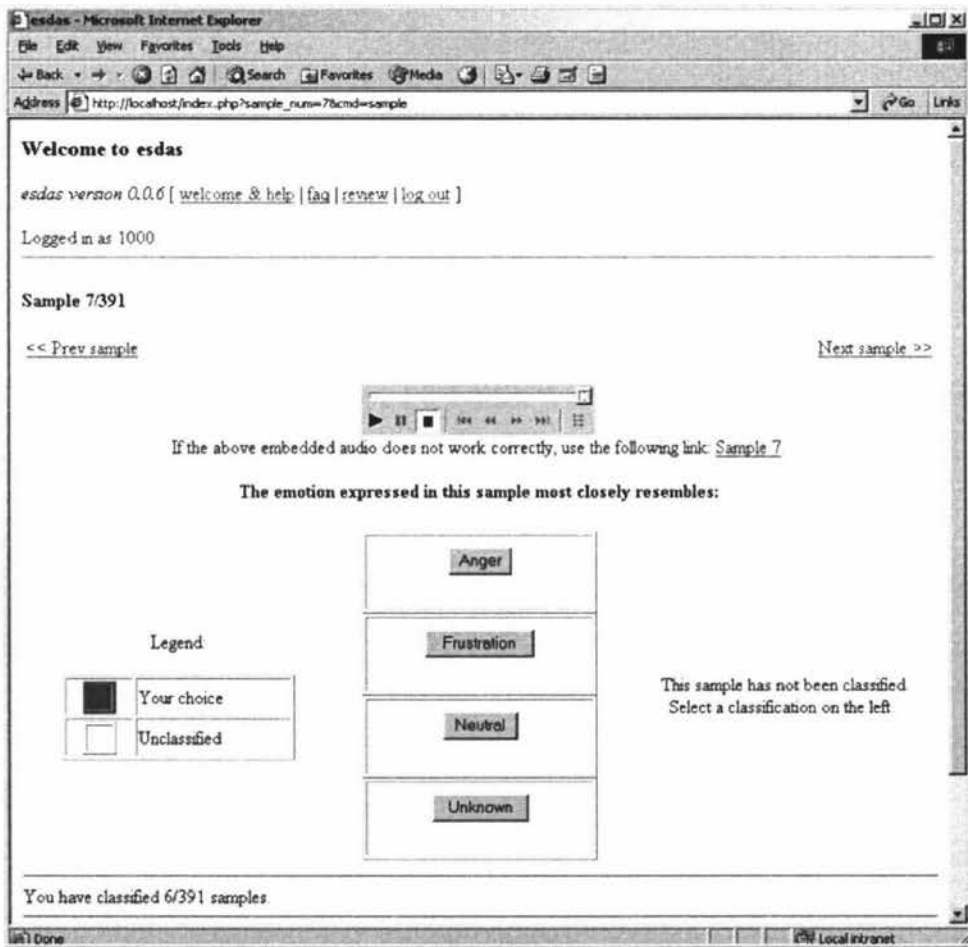 esdas - Microsoft Internet Explorer
File Edit View Favorites Tools Help
Back Search Favorites Media
Address http://localhost/index.php?sample_num=7&cmd=sample Go Links
Welcome to esdas
esdas version 0.0.6 [ welcome & help | faq | review | log out ]
Logged in as 1000
Sample 7/391
<< Prev sample Next sample >>
If the above embedded audio does not work correctly, use the following link: Sample 7
The emotion expressed in this sample most closely resembles:
Anger
Legend
Frustration
Your choice
This sample has not been classified.
Select a classification on the left
Neutral
Unclassified
Unknown
You have classified 6/391 samples
Done Local intranet